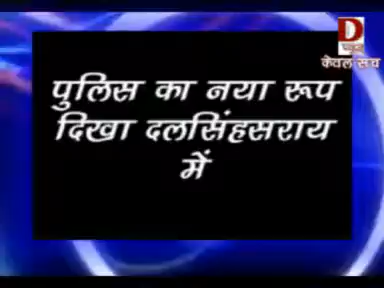 D
न्यूज
केवल सच
पुलिस का नया रूप
दिखा दलसिंहसराय
में